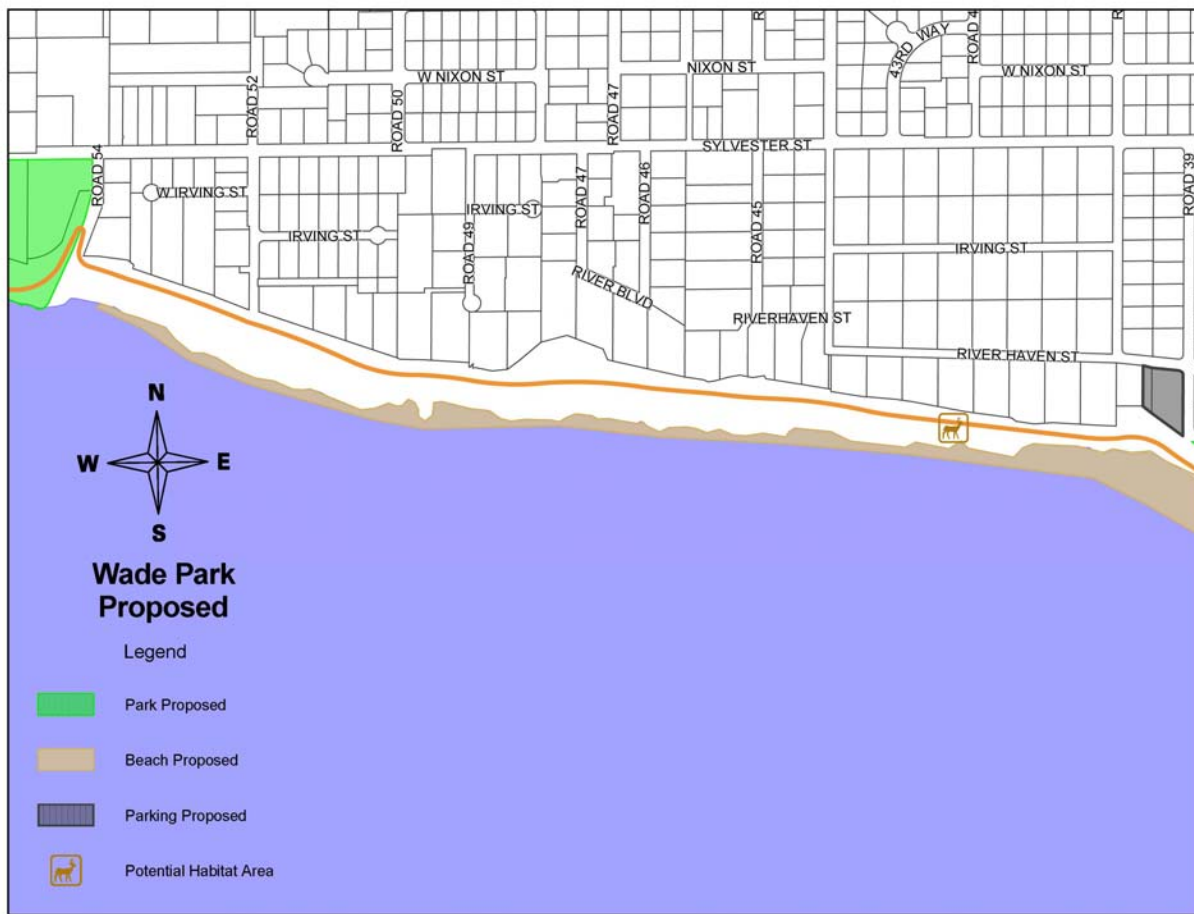 R
ROAD 4
R
43RD WAY
W NIXON ST
NIXON ST
W NIXON ST
ROAD 52
ROAD 50
ROAD 47
SYLVESTER ST
ROAD 54
W IRVING ST
IRVING ST
ROAD 47
ROAD 46
ROAD 45
ROAD 39
IRVING ST
ROAD 49
IRVING ST
RIVER BLVD
RIVERHAVEN ST
RIVER HAVEN ST
N
W E
S
Wade Park
Proposed
Legend
Park Proposed
Beach Proposed
Parking Proposed
Potential Habitat Area